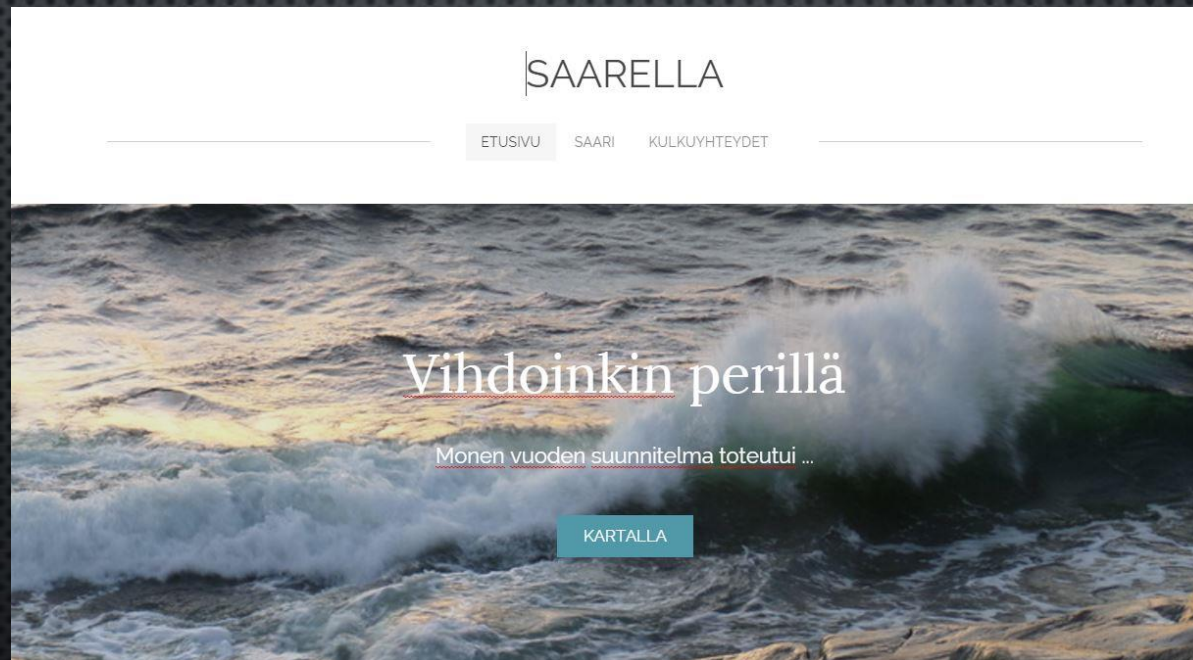 SAARELLA
ETUSIVU SAARI KULKUYHTEYDET
Vihdoinkin perillä
Monen vuoden suunnitelma toteutui ...
KARTALLA